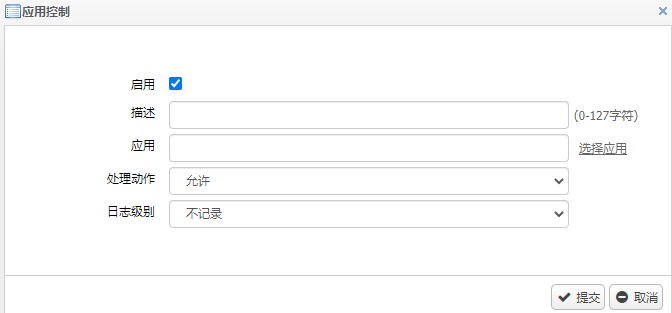 应用控制
启用
描述 (0-127字符)
应用 选择应用
处理动作 允许
日志级别 不记录
提交 取消